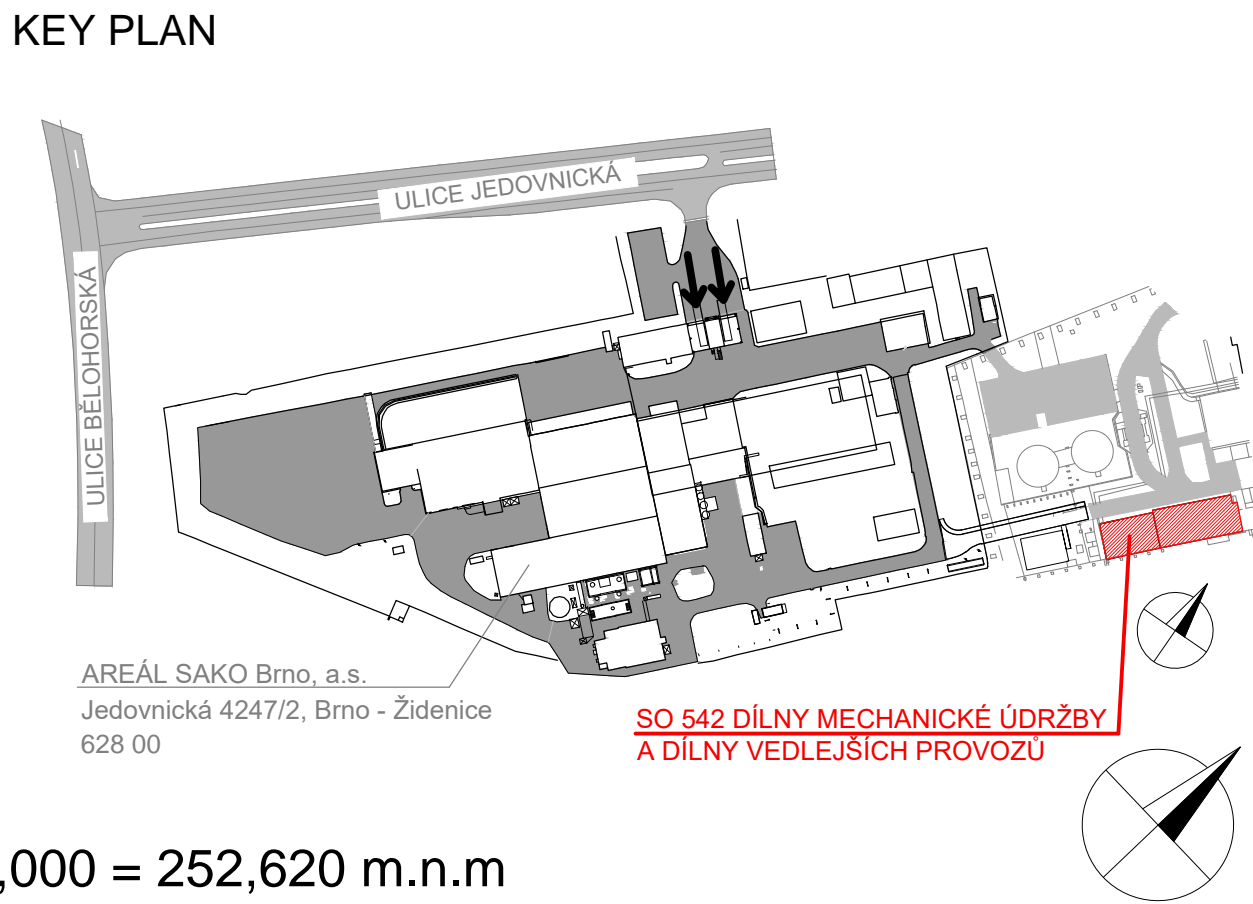 KEY PLAN
ULICE JEDOVNICKÁ
ULICE BĚLOHORSKÁ
AREÁL SAKO Brno, a.s.
Jedovnická 4247/2, Brno - Židenice
628 00
SO 542 DÍLNY MECHANICKÉ ÚDRŽBY
A DÍLNY VEDLEJŠÍCH PROVOZŮ
,000 = 252,620 m.n.m